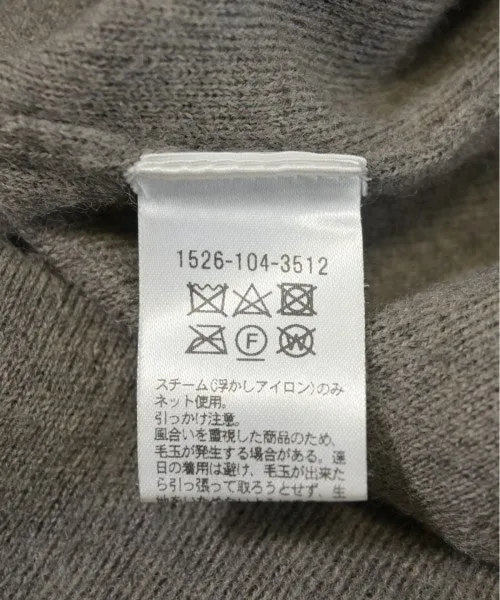 1526-104-3512
F
W
スチーム(浮かしアイロン)のみ
ネット使用。
引っかけ注意。
風合いを重視した商品のため、
毛玉が発生する場合がある。連
日の着用は避け、毛玉が出来た
ら引っ張って取ろうとせず、生